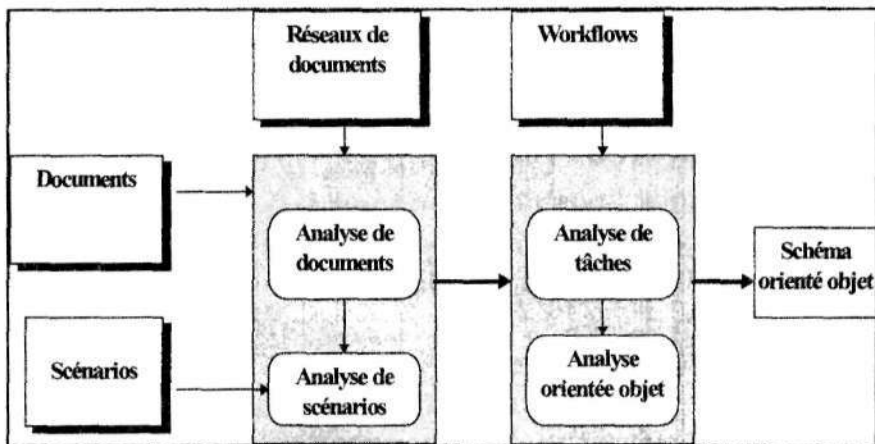 Réseaux de
documents
Workflows
Documents
Analyse de
documents
Analyse de
tâches
Schéma
orienté objet
Scénarios
Analyse de
scénarios
Analyse
orientée objet